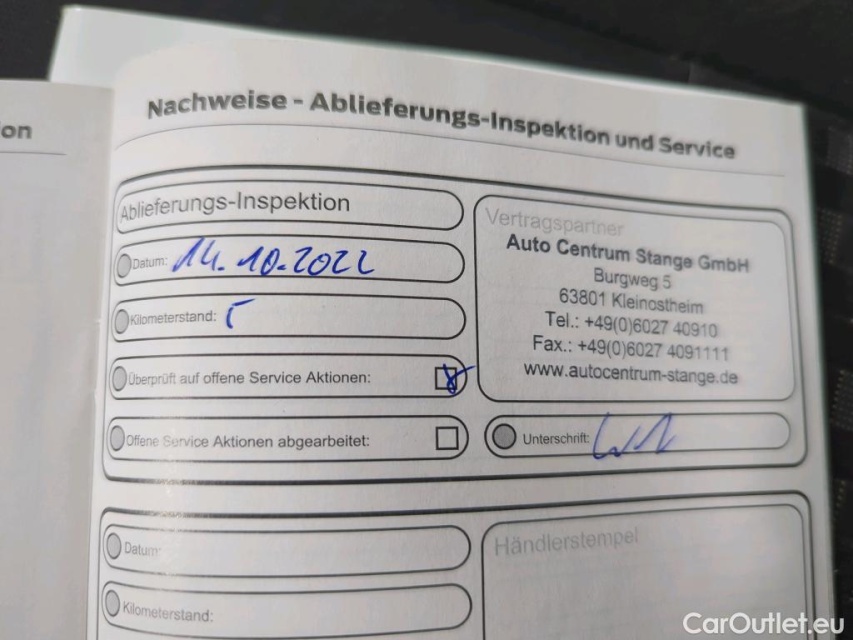 on
Nachweise - Ablieferungs-Inspektion und Service
Ablieferungs-Inspektion
Datum: 14.10.2022
Kilometerstand: 5
Überprüft auf offene Service Aktionen:
Offene Service Aktionen abgearbeitet:
Vertragspartner
Auto Centrum Stange GmbH
Burgweg 5
63801 Kleinostheim
Tel.: +49(0)6027 40910
Fax.: +49(0)6027 4091111
www.autocentrum-stange.de
Unterschrift:
Datum:
Kilometerstand:
Händlerstempel
CarOutlet.eu